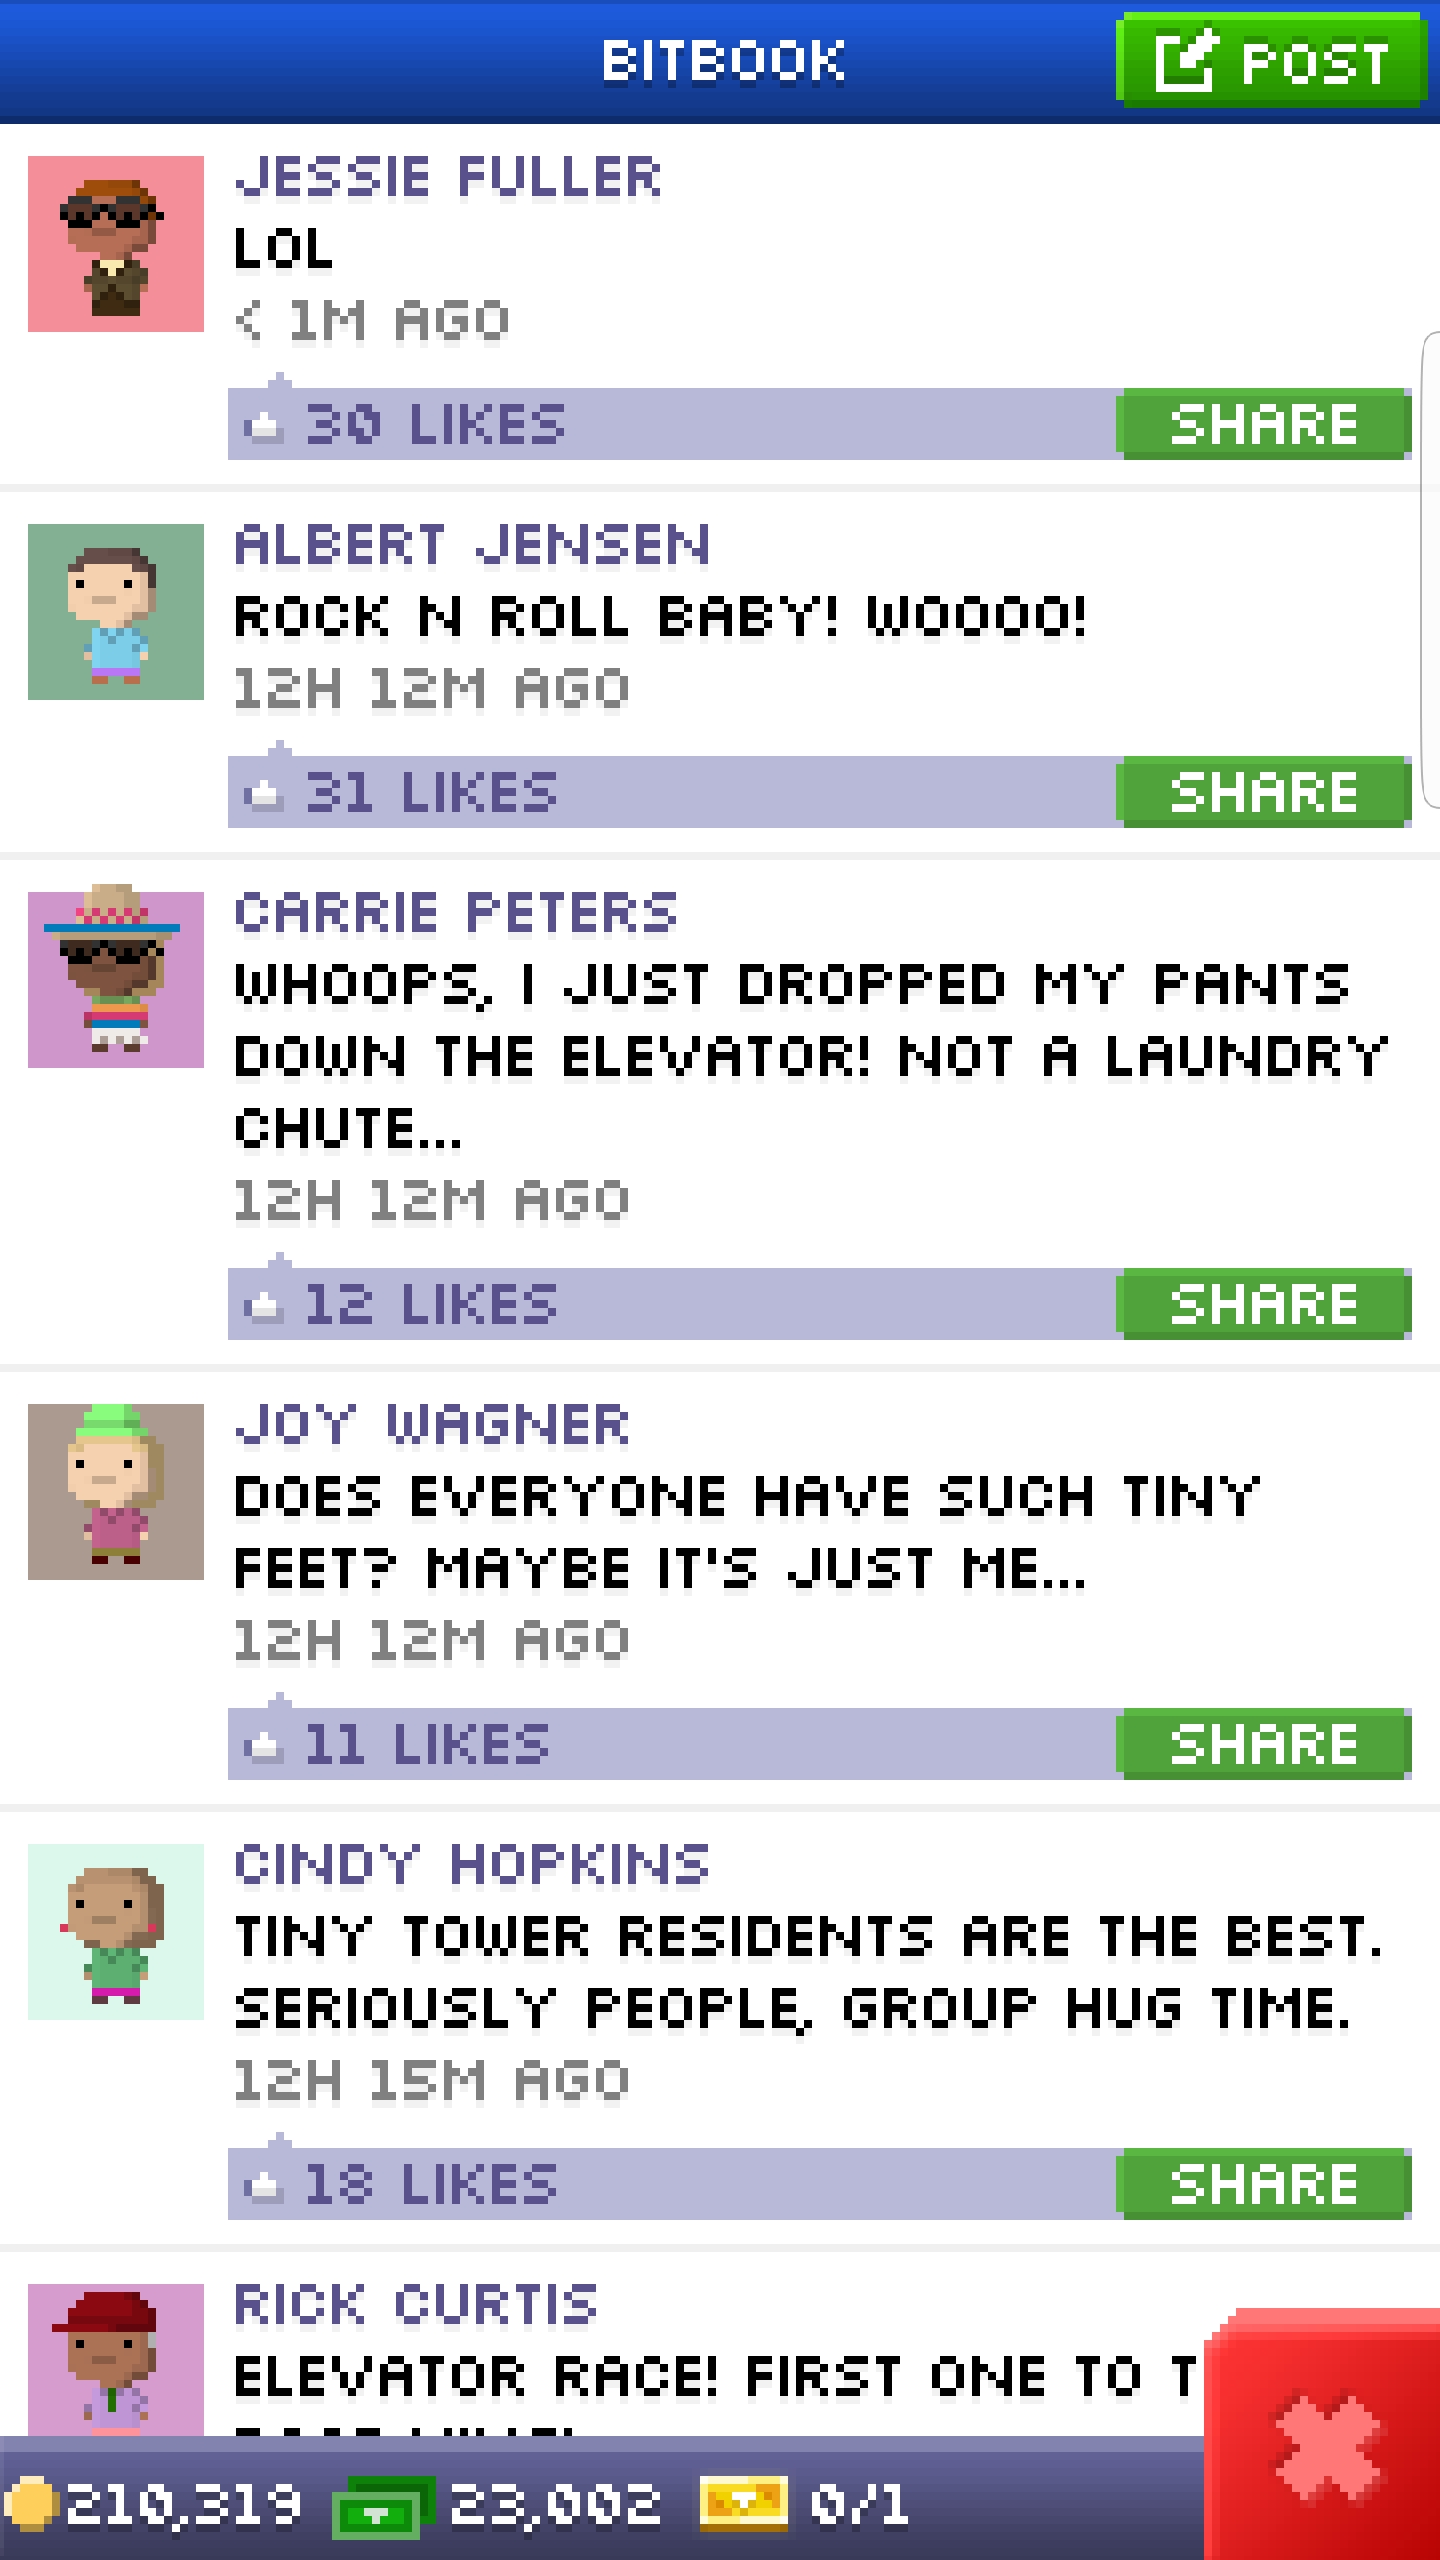 BITBOOK
POST
JESSIE FULLER
LOL
< 1M AGO
30 LIKES
SHARE
ALBERT JENSEN
ROCK N ROLL BABY! WOOOO!
12H 12M AGO
31 LIKES
SHARE
CARRIE PETERS
WHOOPS, I JUST DROPPED MY PANTS
DOWN THE ELEVATOR! NOT A LAUNDRY
CHUTE...
12H 12M AGO
12 LIKES
SHARE
JOY WAGNER
DOES EVERYONE HAVE SUCH TINY
FEET? MAYBE IT'S JUST ME...
12H 12M AGO
11 LIKES
SHARE
CINDY HOPKINS
TINY TOWER RESIDENTS ARE THE BEST.
SERIOUSLY PEOPLE, GROUP HUG TIME.
12H 15M AGO
18 LIKES
SHARE
RICK CURTIS
ELEVATOR RACE! FIRST ONE TO
210,319
23,002
0/1